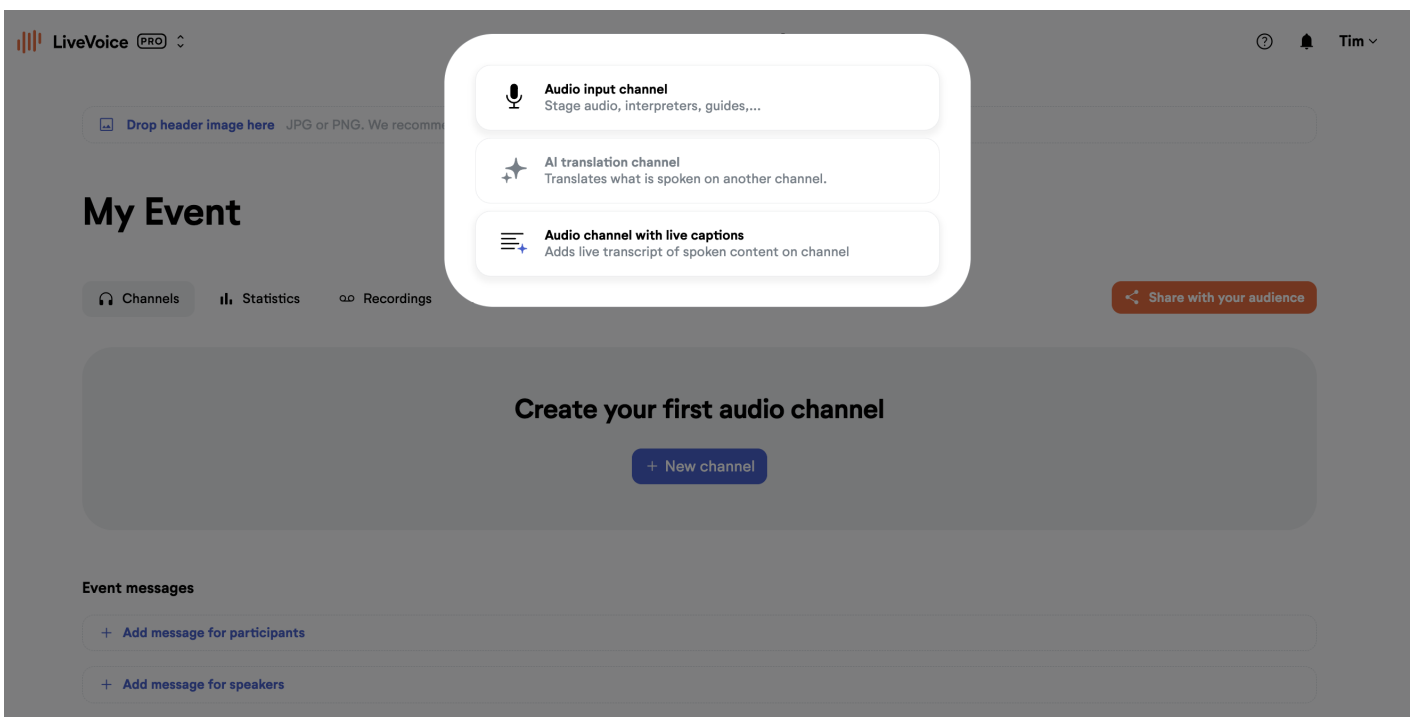 LiveVoice PRO
Tim
Audio input channel
Stage audio, interpreters, guides,...
Drop header image here JPG or PNG. We recomme
AI translation channel
Translates what is spoken on another channel.
My Event
Audio channel with live captions
Adds live transcript of spoken content on channel
Channels
Statistics
Recordings
Share with your audience
Create your first audio channel
+ New channel
Event messages
+ Add message for participants
+ Add message for speakers